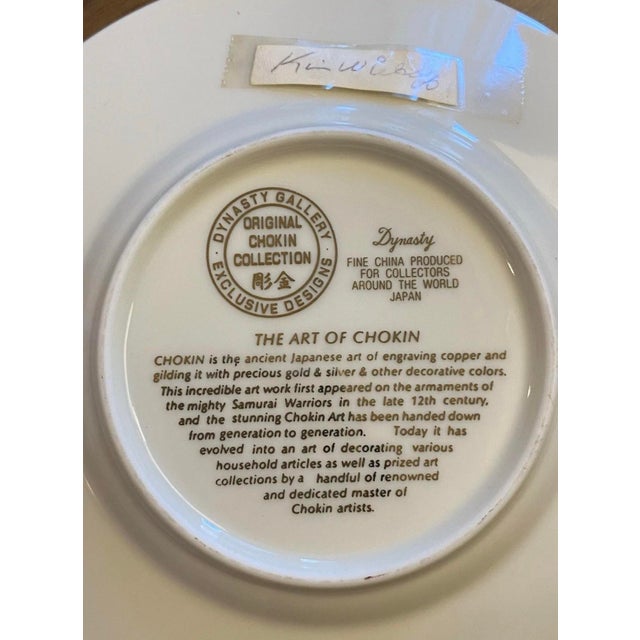 Kim
DYNASTY GALLERY
ORIGINAL
CHOKIN
COLLECTION
彫金
EXCLUSIVE DESIGNS
Dynasty
FINE CHINA PRODUCED
FOR COLLECTORS
AROUND THE WORLD
JAPAN
THE ART OF CHOKIN
CHOKIN is the ancient Japanese art of engraving copper and
gilding it with precious gold & silver & other decorative colors.
This incredible art work first appeared on the armaments of
the mighty Samurai Warriors in the late 12th century,
and the stunning Chokin Art has been handed down
from generation to generation. Today it has
evolved into an art of decorating various
household articles as well as prized art
collections by a handful of renowned
and dedicated master of
Chokin artists.